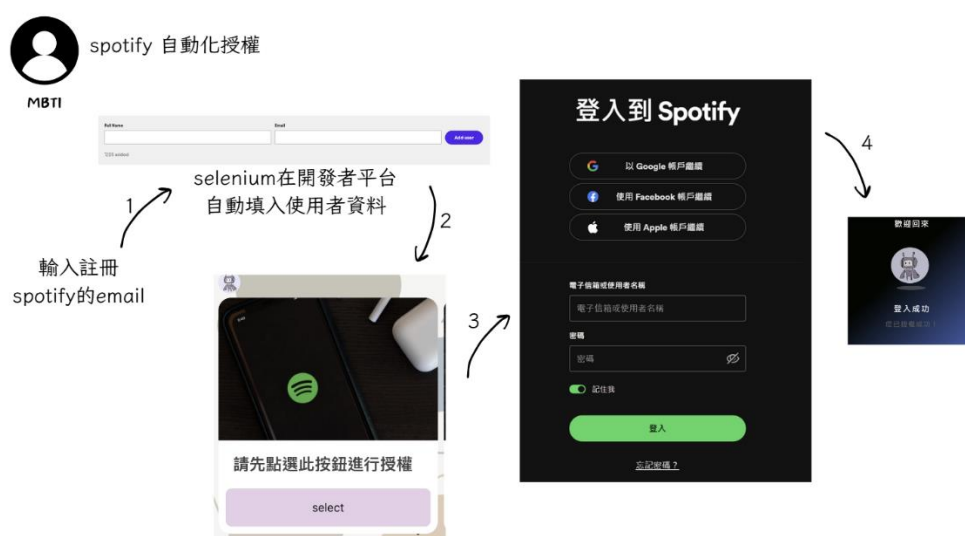 spotify 自動化授權
MBTI
Full Name
Email
Add user
1
selenium在開發者平台
自動填入使用者資料
2
輸入註冊
spotify的email
請先點選此按鈕進行授權
select
3
登入到 Spotify
以 Google 帳戶繼續
使用 Facebook 帳戶繼續
使用 Apple 帳戶繼續
電子信箱或使用者名稱
電子信箱或使用者名稱
密碼
密碼
記住我
登入
忘記密碼？
4
歡迎回來
登入成功